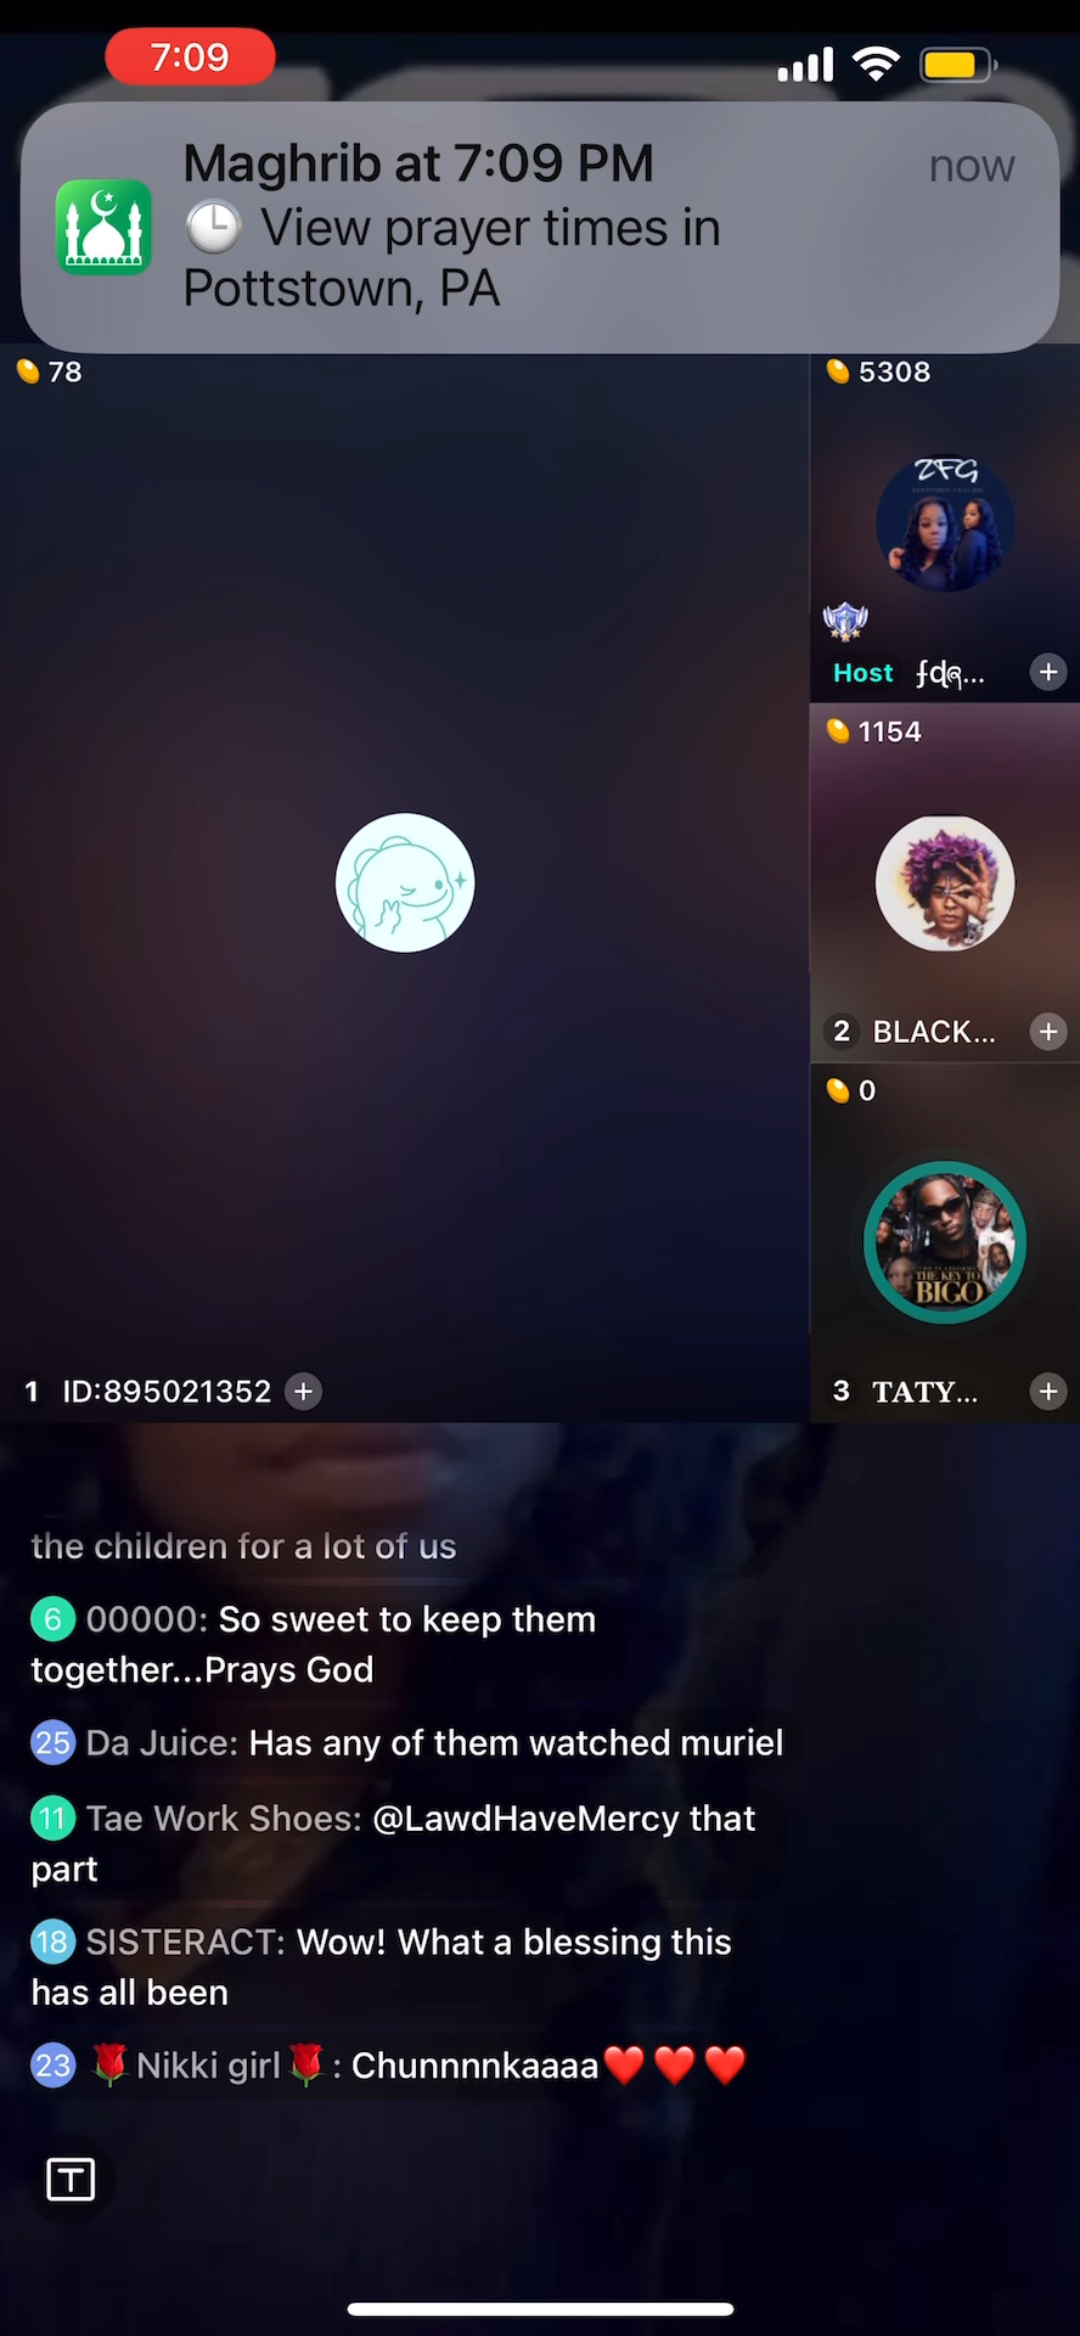 7:09
Maghrib at 7:09 PM
now
🕒 View prayer times in
Pottstown, PA
78
5308
ZFG
Host
1154
2 BLACK...
0
THE KEY TO
BIGO
1 ID:895021352
3 TATY...
the children for a lot of us
6 00000: So sweet to keep them
together...Prays God
25 Da Juice: Has any of them watched muriel
11 Tae Work Shoes: @LawdHaveMercy that
part
18 SISTERACT: Wow! What a blessing this
has all been
23 🌹Nikki girl🌹: Chunnnnkaaaa❤️❤️❤️
T